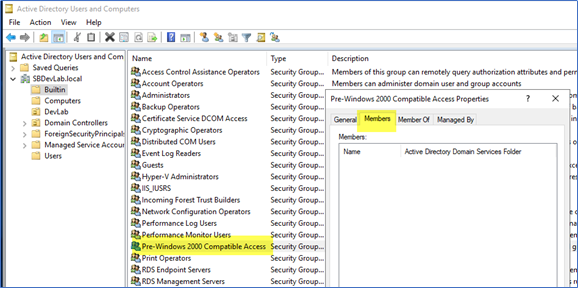 Active Directory Users and Computers
File Action View Help
Active Directory Users and Com
Saved Queries
SBDevLab.local
Builtin
Computers
DevLab
Domain Controllers
ForeignSecurityPrincipals
Managed Service Accour
Users
Name Type Description
Access Control Assistance Operators Security Group... Members of this group can remotely query authorization attributes and perm
Account Operators Security Group... Members can administer domain user and group accounts
Administrators Security Group...
Backup Operators Security Group...
Certificate Service DCOM Access Security Group...
Cryptographic Operators Security Group...
Distributed COM Users Security Group...
Event Log Readers Security Group...
Guests Security Group...
Hyper-V Administrators Security Group...
IIS_IUSRS Security Group...
Incoming Forest Trust Builders Security Group...
Network Configuration Operators Security Group...
Performance Log Users Security Group...
Performance Monitor Users Security Group...
Pre-Windows 2000 Compatible Access Security Group...
Print Operators Security Group...
RDS Endpoint Servers Security Group...
RDS Management Servers Security Group...
Pre-Windows 2000 Compatible Access Properties
General Members Member Of Managed By
Members:
Name Active Directory Domain Services Folder